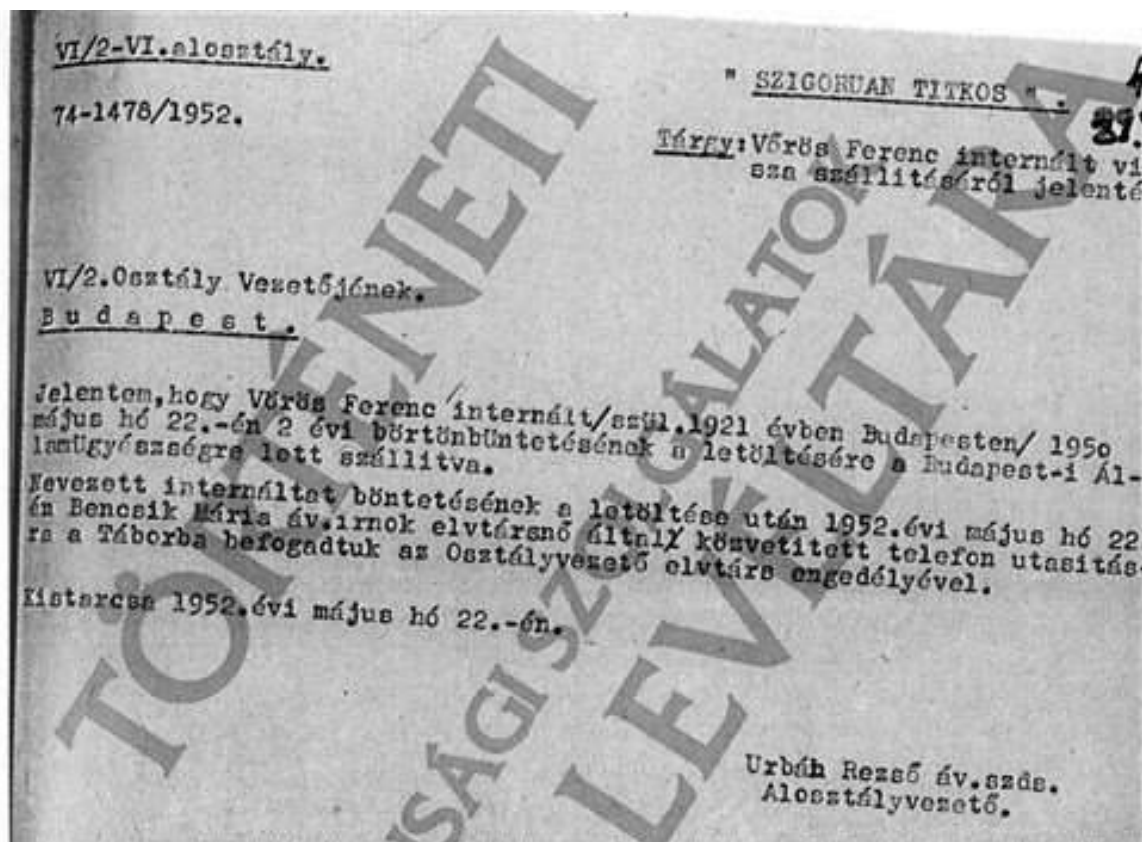 VI/2-VI.alosztály.
" SZIGORUAN TITKOS ".
74-1478/1952.
Tárgy:Vörös Ferenc internált vi
sza szállitásáról jelenté
VI/2.Osztály Vezetőjének.
B u d a p e s t .
Jelentem,hogy Vörös Ferenc internált/szül.1921 évben Budapesten/ 195o
május hó 22.-én 2 évi börtönbüntetésének a letöltésére a Budapest-i Ál-
lamügyészségre lett szállitva.
Nevezett internáltat böntetésének a letöltése után 1952.évi május hó 22
én Bencsik Mária áv.irnok elvtársnő által közvetitett telefon utasitás-
ra a Táborba befogadtuk az Osztályvezető elvtárs engedélyével.
Kistarcsa 1952.évi május hó 22.-én.
Urbán Rezső áv.szds.
Alosztályvezető.
TÖRTÉNETI
NSÁGI SZOLGÁLATOK
LEVÉLTÁRA